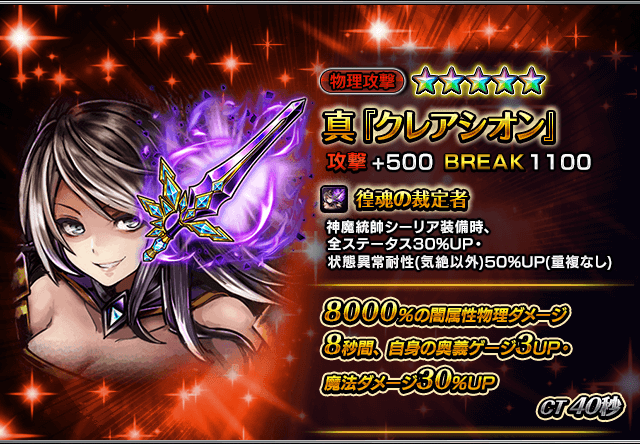 物理攻撃
真『クレアシオン』
攻撃 +500 BREAK 1100
徨魂の裁定者
神魔統帥シーリア装備時、
全ステータス30%UP・
状態異常耐性(気絶以外)50%UP(重複なし)
8000%の闇属性物理ダメージ
8秒間、自身の奥義ゲージ3UP・
魔法ダメージ30%UP
CT 40秒